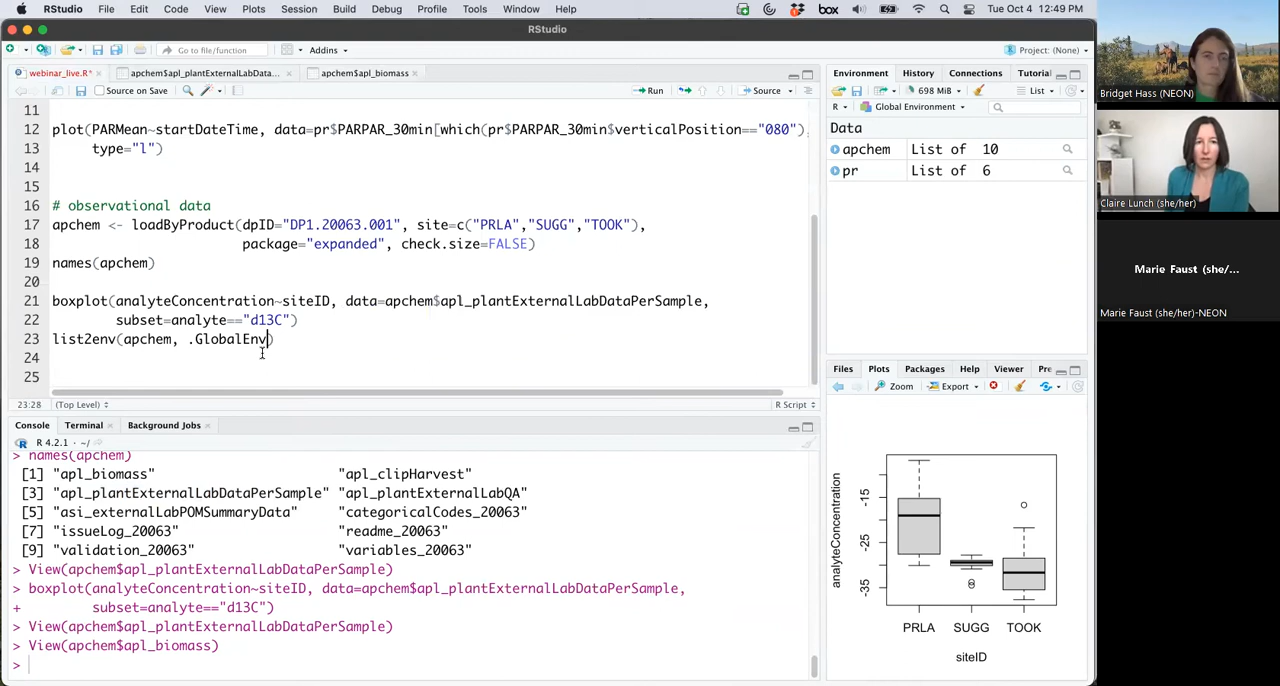 RStudio File Edit Code View Plots Session Build Debug Profile Tools Window Help
box Tue Oct 4 12:49 PM
RStudio
Go to file/function Addins Project: (None)
webinar_live.R* apchem$apl_plantExternalLabData... apchem$apl_biomass
Source on Save Run Source
11
12 plot(PARMean~startDateTime, data=pr$PARPAR_30min[which(pr$PARPAR_30min$verticalPosition=="080"),
13 type="l")
14
15
16 # observational data
17 apchem <- loadByProduct(dpID="DP1.20063.001", site=c("PRLA","SUGG","TOOK"),
18 package="expanded", check.size=FALSE)
19 names(apchem)
20
21 boxplot(analyteConcentration~siteID, data=apchem$apl_plantExternalLabDataPerSample,
22 subset=analyte=="d13C")
23 list2env(apchem, .GlobalEnv)
24
25
23:28 (Top Level) R Script
Console Terminal Background Jobs
R 4.2.1 · ~/
> names(apchem)
[1] "apl_biomass" "apl_clipHarvest"
[3] "apl_plantExternalLabDataPerSample" "apl_plantExternalLabQA"
[5] "asi_externalLabPOMSummaryData" "categoricalCodes_20063"
[7] "issueLog_20063" "readme_20063"
[9] "validation_20063" "variables_20063"
> View(apchem$apl_plantExternalLabDataPerSample)
> boxplot(analyteConcentration~siteID, data=apchem$apl_plantExternalLabDataPerSample,
+ subset=analyte=="d13C")
> View(apchem$apl_plantExternalLabDataPerSample)
> View(apchem$apl_biomass)
>
Environment History Connections Tutorial
698 MiB List
R Global Environment
Data
apchem List of 10
pr List of 6
Files Plots Packages Help Viewer Pre
Zoom Export
analyteConcentration
-15
-25
-35
PRLA SUGG TOOK
siteID
Bridget Hass (NEON)
Claire Lunch (she/her)
Marie Faust (she/...
Marie Faust (she/her)-NEON